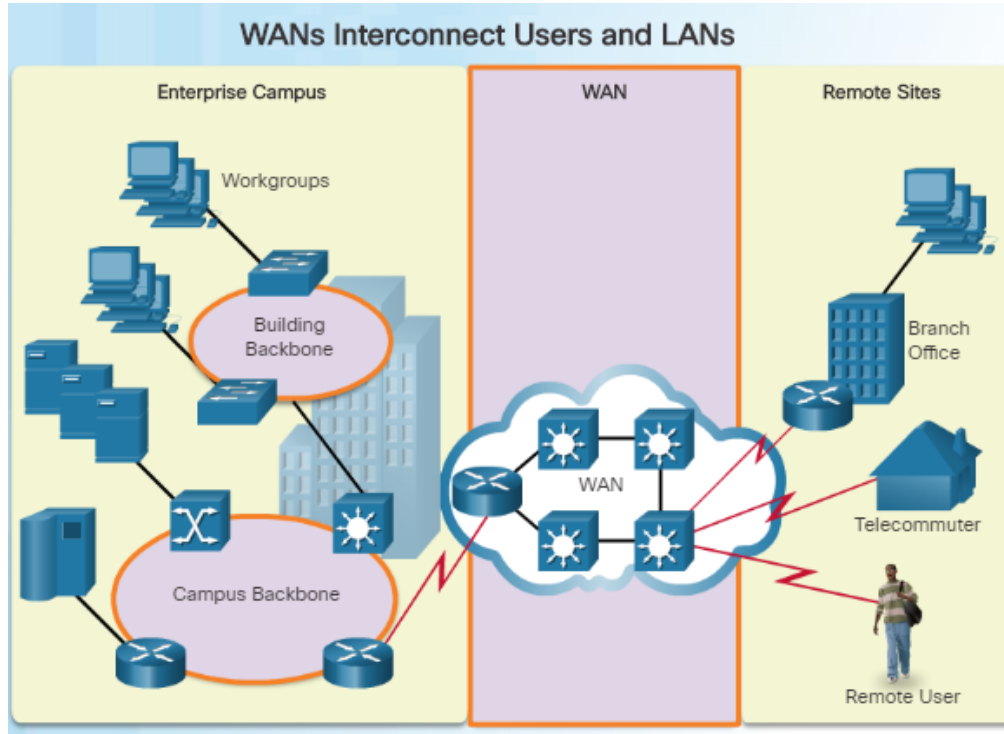 WANs Interconnect Users and LANs
Enterprise Campus
WAN
Remote Sites
Workgroups
Building
Backbone
Branch
Office
WAN
Telecommuter
Campus Backbone
Remote User